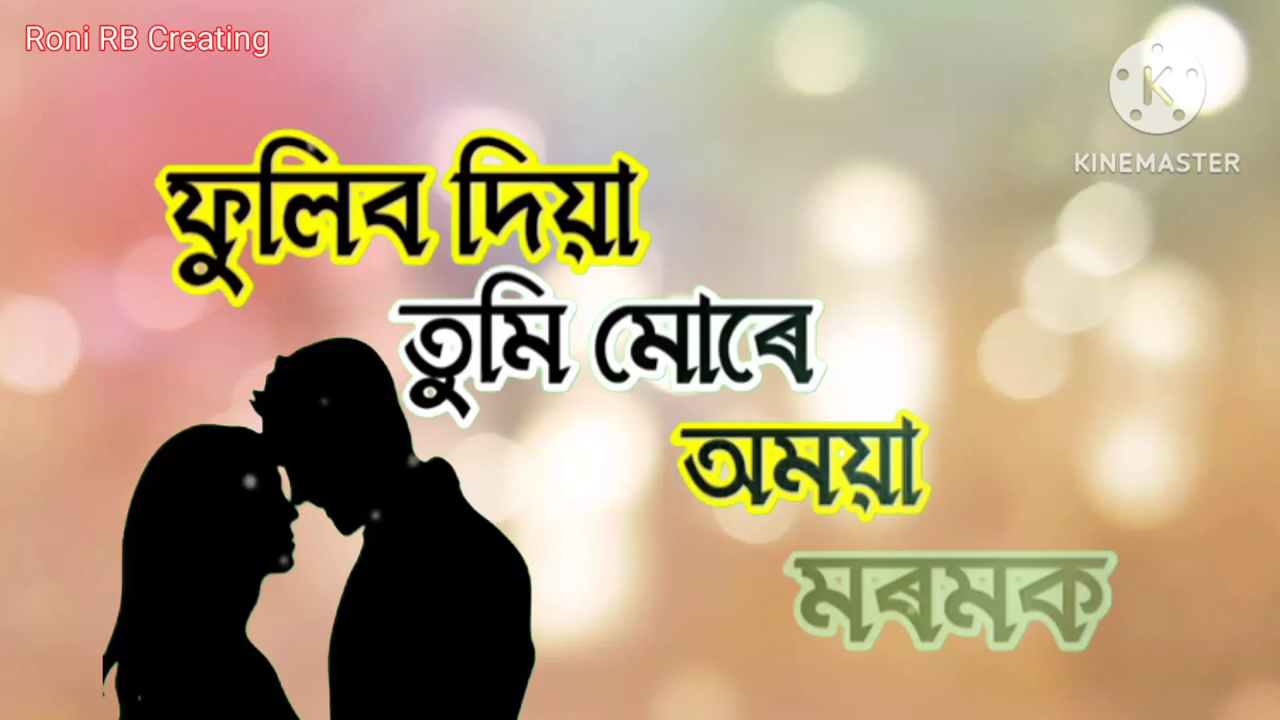 Roni RB Creating
KINEMASTER
ফুলিব দিয়া
তুমি মোৰে
অময়া
মৰমক